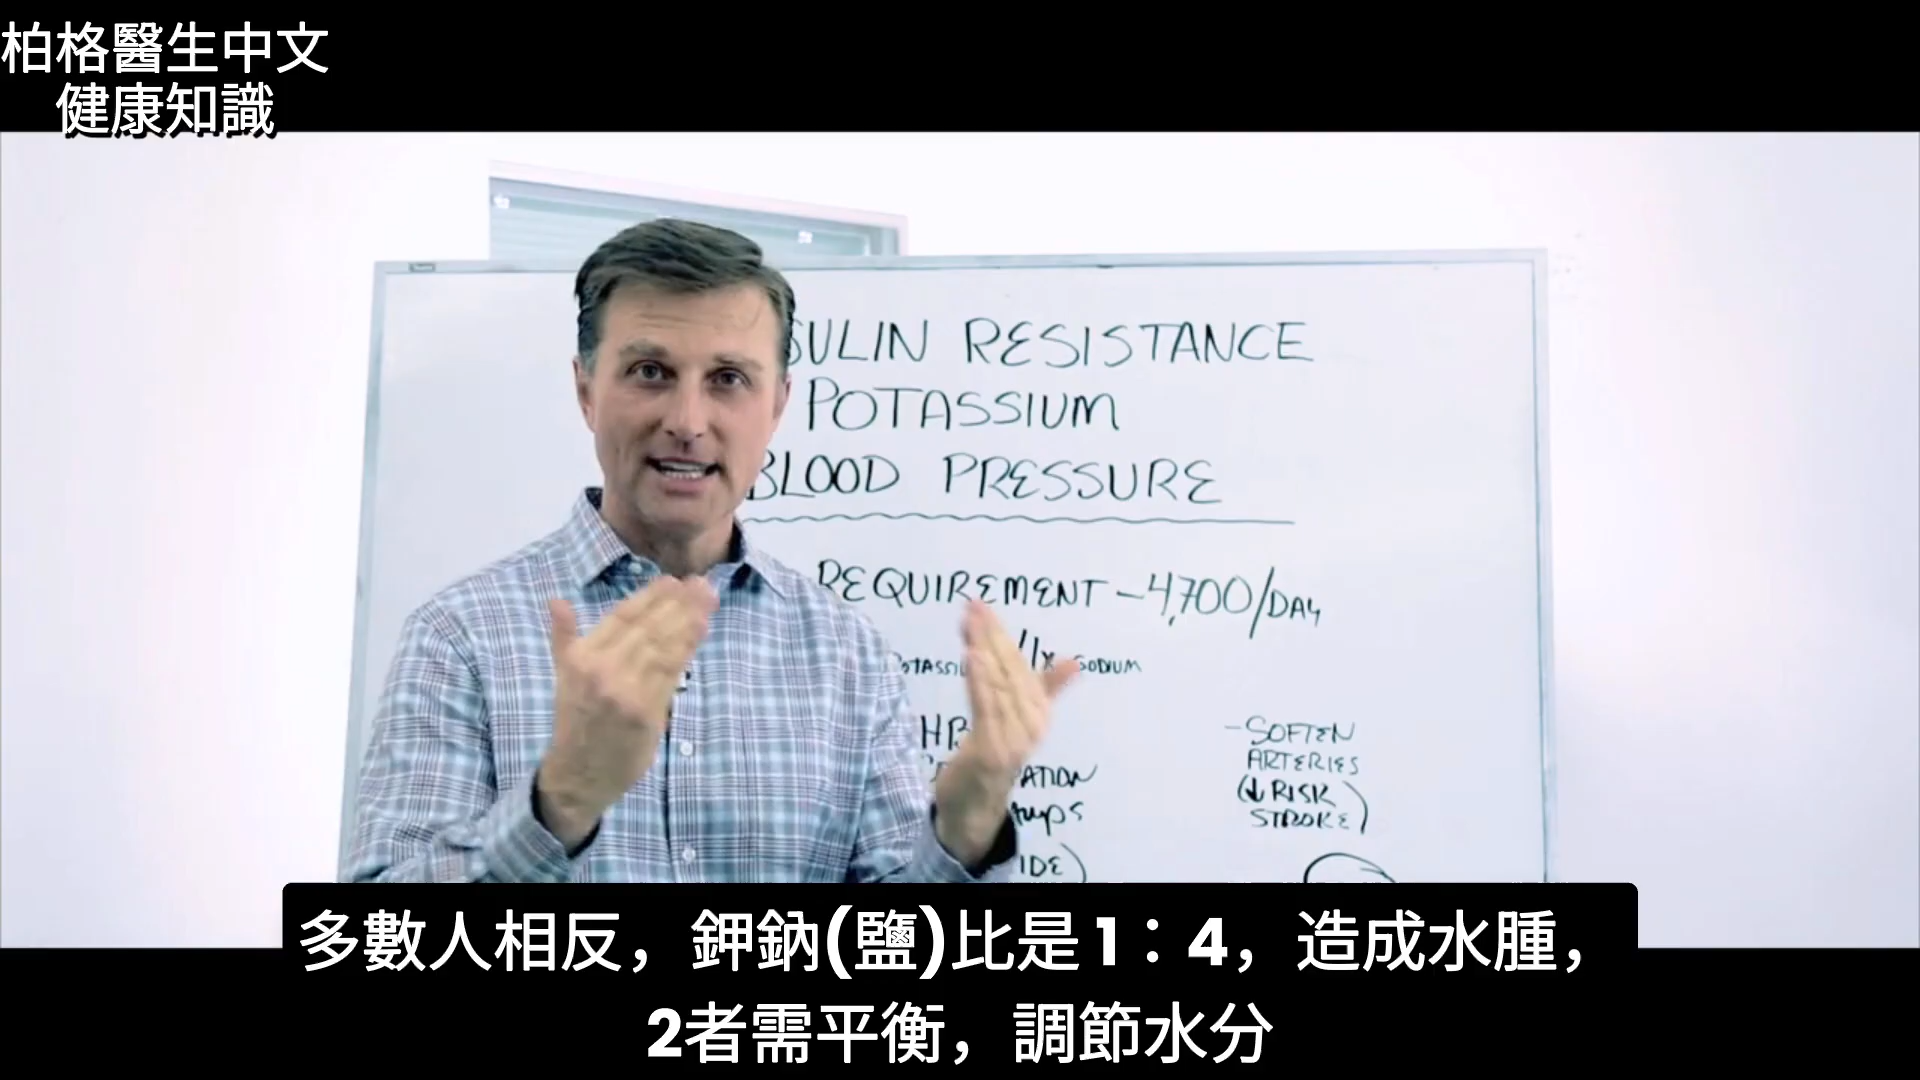 柏格醫生中文
健康知識
SULIN RESISTANCE
POTASSIUM
BLOOD PRESSURE
REQUIREMENT - 4,700/DAY
SODIUM
- SOFTEN
ARTERIES
(↓ RISK
STROKE)
多數人相反，鉀鈉(鹽)比是1：4，造成水腫，
2者需平衡，調節水分